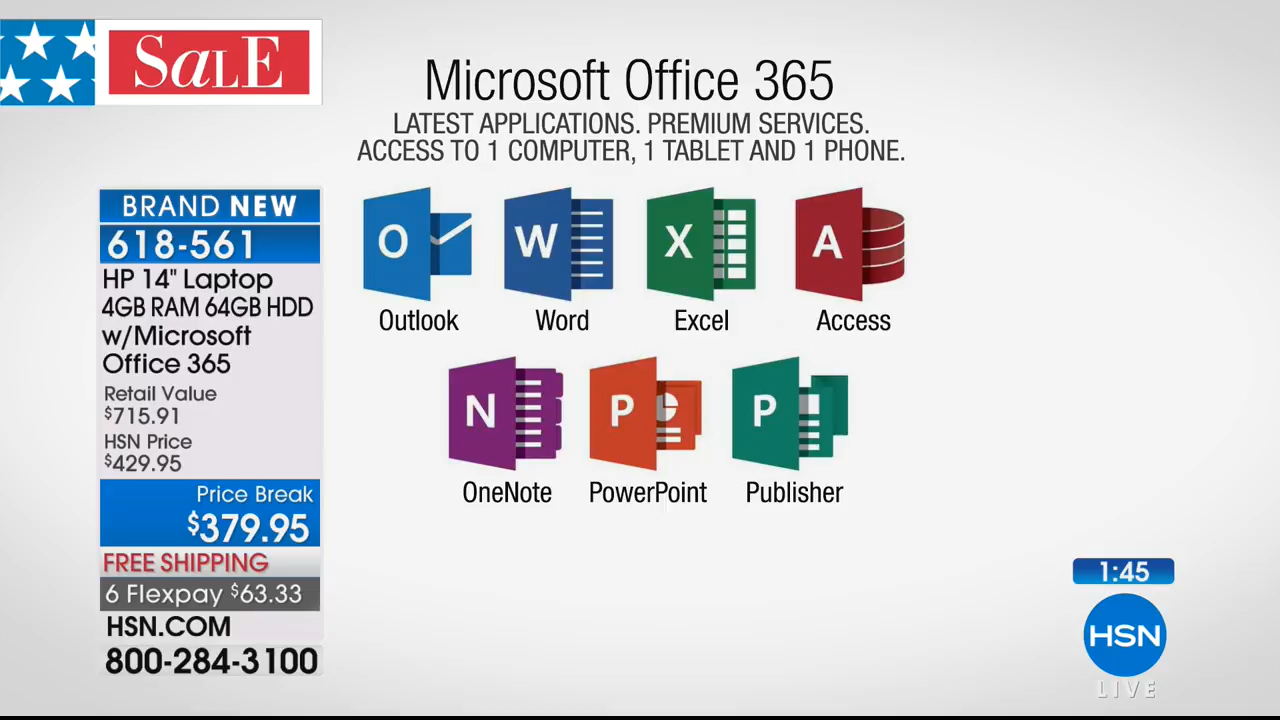 SALE
Microsoft Office 365
LATEST APPLICATIONS. PREMIUM SERVICES.
ACCESS TO 1 COMPUTER, 1 TABLET AND 1 PHONE.
BRAND NEW
618-561
HP 14" Laptop
4GB RAM 64GB HDD
w/Microsoft
Office 365
Retail Value
$715.91
HSN Price
$429.95
Price Break
$379.95
FREE SHIPPING
6 Flexpay $63.33
HSN.COM
800-284-3100
O W X A
Outlook Word Excel Access
N P P
OneNote PowerPoint Publisher
1:45
HSN
LIVE